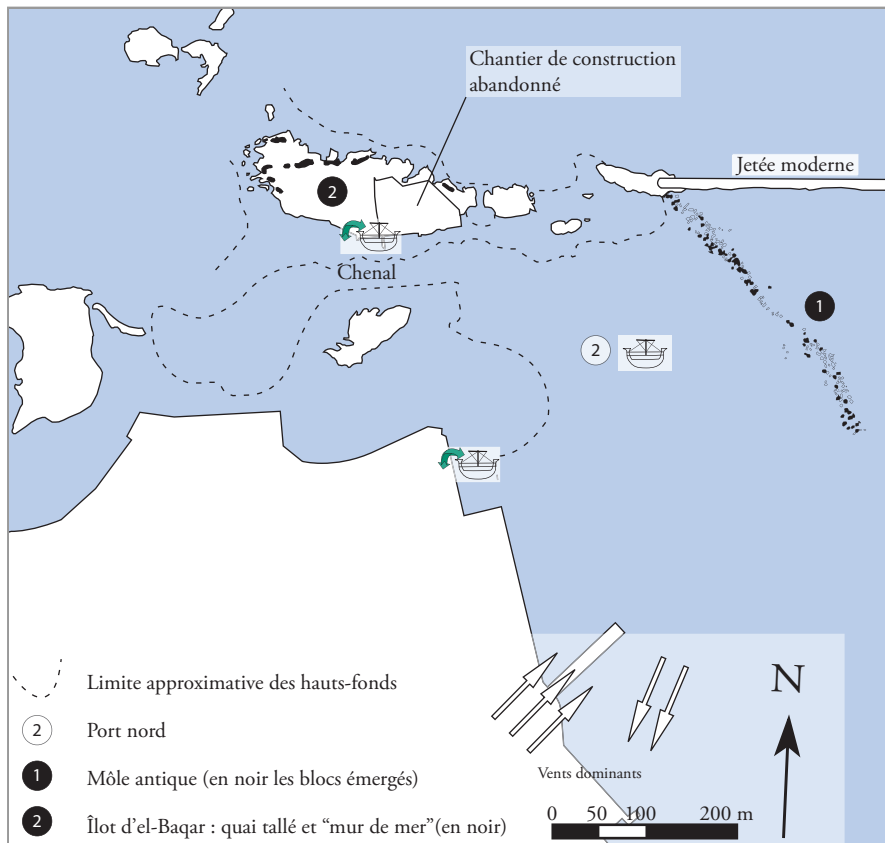 Chantier de construction
abandonné
Jetée moderne
2
1
Chenal
2
Limite approximative des hauts-fonds
2 Port nord
1 Môle antique (en noir les blocs émergés)
2 Îlot d'el-Baqar : quai tallé et “mur de mer”(en noir)
N
Vents dominants
0 50 100 200 m